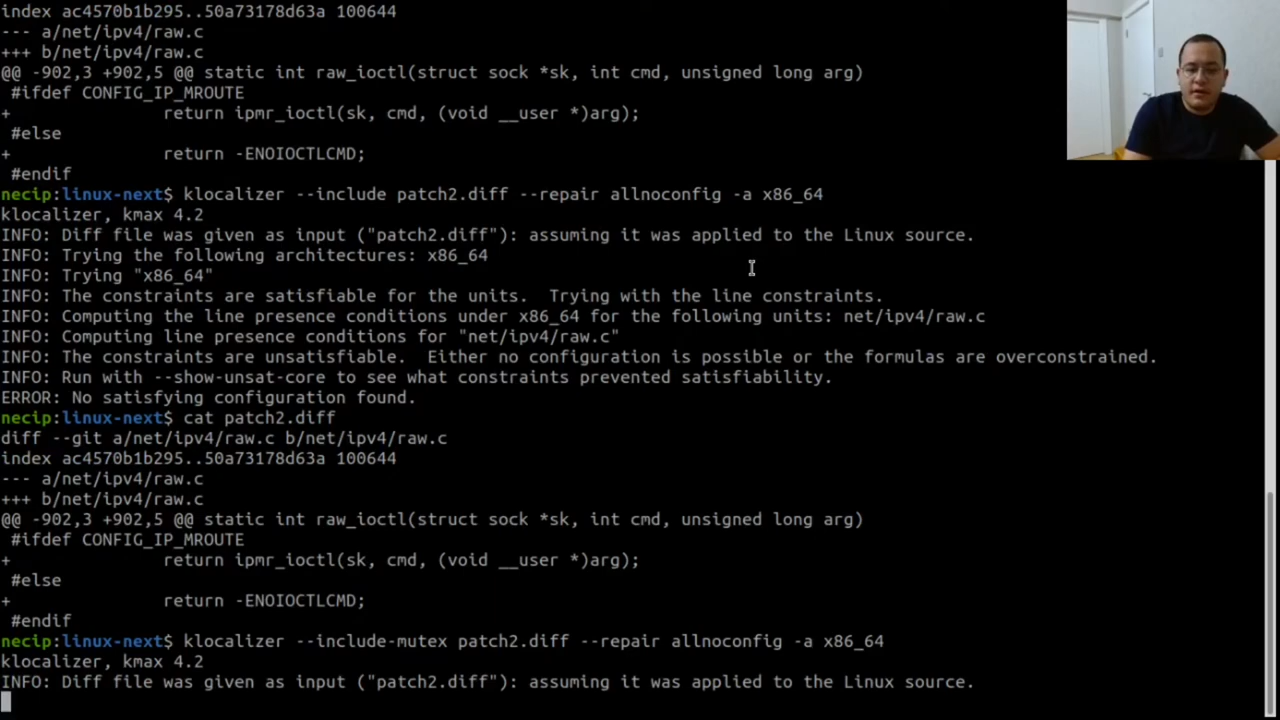 index ac4570b1b295..50a73178d63a 100644
--- a/net/ipv4/raw.c
+++ b/net/ipv4/raw.c
@@ -902,3 +902,5 @@ static int raw_ioctl(struct sock *sk, int cmd, unsigned long arg)
 #ifdef CONFIG_IP_MROUTE
+               return ipmr_ioctl(sk, cmd, (void __user *)arg);
 #else
+               return -ENOIOCTLCMD;
 #endif
necip:linux-next$ klocalizer --include patch2.diff --repair allnoconfig -a x86_64
klocalizer, kmax 4.2
INFO: Diff file was given as input ("patch2.diff"): assuming it was applied to the Linux source.
INFO: Trying the following architectures: x86_64
INFO: Trying "x86_64"
INFO: The constraints are satisfiable for the units.  Trying with the line constraints.
INFO: Computing the line presence conditions under x86_64 for the following units: net/ipv4/raw.c
INFO: Computing line presence conditions for "net/ipv4/raw.c"
INFO: The constraints are unsatisfiable.  Either no configuration is possible or the formulas are overconstrained.
INFO: Run with --show-unsat-core to see what constraints prevented satisfiability.
ERROR: No satisfying configuration found.
necip:linux-next$ cat patch2.diff
diff --git a/net/ipv4/raw.c b/net/ipv4/raw.c
index ac4570b1b295..50a73178d63a 100644
--- a/net/ipv4/raw.c
+++ b/net/ipv4/raw.c
@@ -902,3 +902,5 @@ static int raw_ioctl(struct sock *sk, int cmd, unsigned long arg)
 #ifdef CONFIG_IP_MROUTE
+               return ipmr_ioctl(sk, cmd, (void __user *)arg);
 #else
+               return -ENOIOCTLCMD;
 #endif
necip:linux-next$ klocalizer --include-mutex patch2.diff --repair allnoconfig -a x86_64
klocalizer, kmax 4.2
INFO: Diff file was given as input ("patch2.diff"): assuming it was applied to the Linux source.